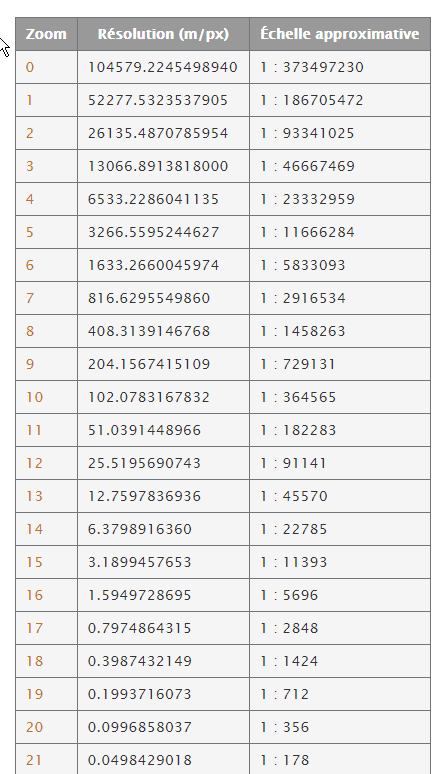 Zoom Résolution (m/px) Échelle approximative
0 104579.2245498940 1 : 373497230
1 52277.5323537905 1 : 186705472
2 26135.4870785954 1 : 93341025
3 13066.8913818000 1 : 46667469
4 6533.2286041135 1 : 23332959
5 3266.5595244627 1 : 11666284
6 1633.2660045974 1 : 5833093
7 816.6295549860 1 : 2916534
8 408.3139146768 1 : 1458263
9 204.1567415109 1 : 729131
10 102.0783167832 1 : 364565
11 51.0391448966 1 : 182283
12 25.5195690743 1 : 91141
13 12.7597836936 1 : 45570
14 6.3798916360 1 : 22785
15 3.1899457653 1 : 11393
16 1.5949728695 1 : 5696
17 0.7974864315 1 : 2848
18 0.3987432149 1 : 1424
19 0.1993716073 1 : 712
20 0.0996858037 1 : 356
21 0.0498429018 1 : 178